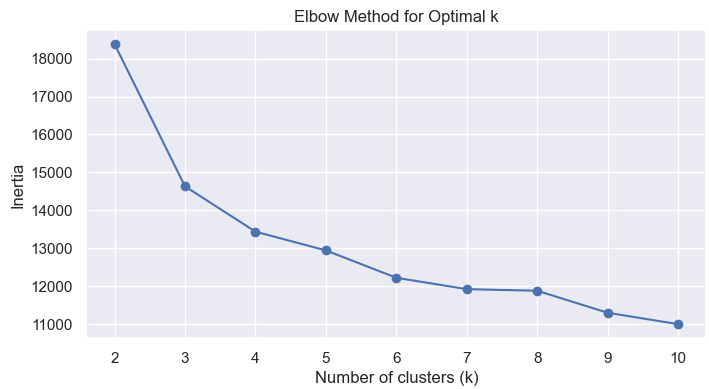 Elbow Method for Optimal k
18000
17000
16000
15000
14000
13000
12000
11000
Inertia
2 3 4 5 6 7 8 9 10
Number of clusters (k)